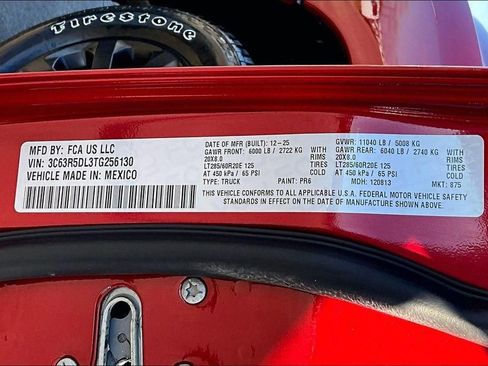 Firestone
MFD BY: FCA US LLC
VIN: 3C63R5DL3TG256130
VEHICLE MADE IN: MEXICO
DATE OF MFR (BUILT): 12-25 GVWR: 11040 LB / 5008 KG
GAWR FRONT: 6000 LB / 2722 KG WITH GAWR REAR: 6040 LB / 2740 KG WITH
20X8.0 RIMS 20X8.0 RIMS
LT285/60R20E 125 TIRES LT285/60R20E 125 TIRES
AT 450 kPa / 65 PSI COLD AT 450 kPa / 65 PSI COLD
TYPE: TRUCK PAINT: PR6 MDH: 120813 MKT: 875
THIS VEHICLE CONFORMS TO ALL APPLICABLE U.S.A. FEDERAL MOTOR VEHICLE SAFETY
STANDARDS IN EFFECT ON THE DATE OF MANUFACTURE SHOWN ABOVE.